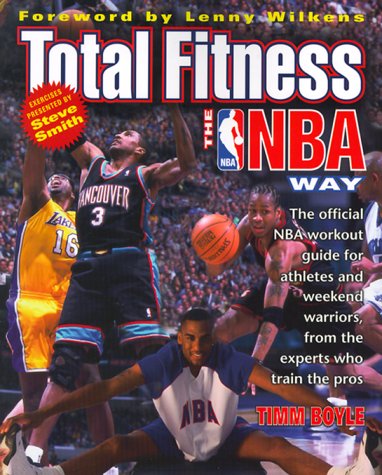 Foreword by Lenny Wilkens
Total Fitness
EXERCISES
PRESENTED BY
Steve
Smith
THE
NBA
NBA
WAY
LAKERS
16
VANCOUVER
3
The official
NBA workout
guide for
athletes and
weekend
warriors,
from the
experts who
train the pros
NBA
TIMM BOYLE